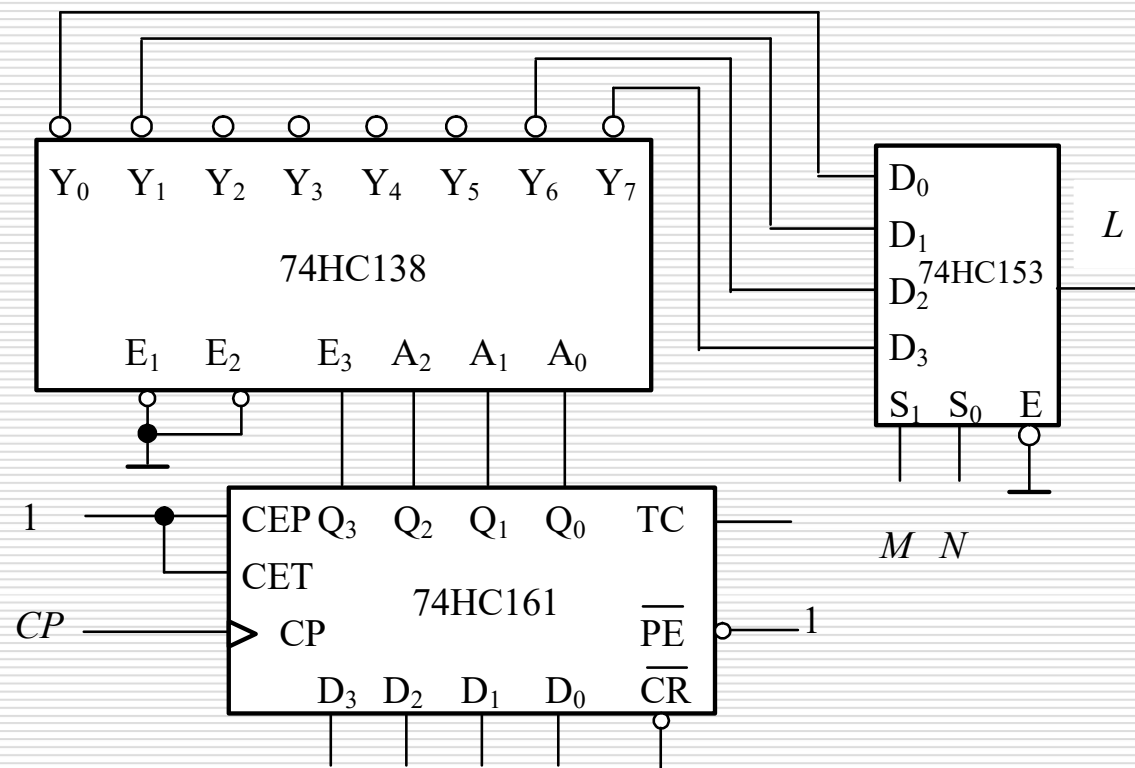 Y₀ Y₁ Y₂ Y₃ Y₄ Y₅ Y₆ Y₇
74HC138
E₁ E₂ E₃ A₂ A₁ A₀
D₀
D₁
74HC153
D₂
D₃
S₁ S₀ E
L
M N
1
CEP Q₃ Q₂ Q₁ Q₀ TC
CET
74HC161
CP
CP
P̅E̅
1
D₃ D₂ D₁ D₀ C̅R̅